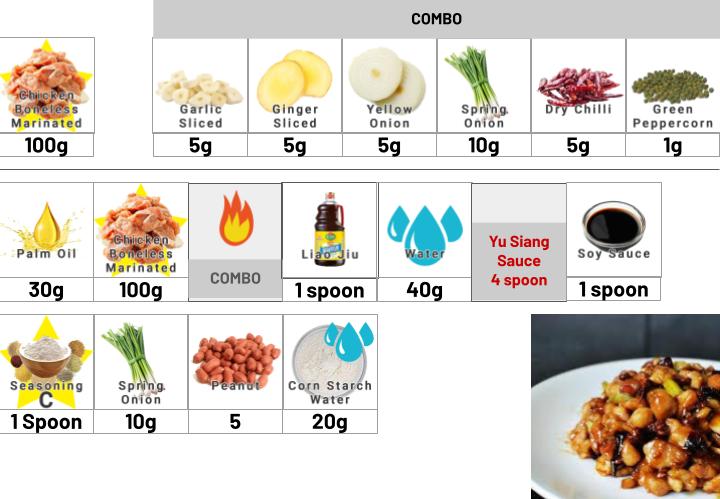 COMBO
Chicken
Boneless
Marinated
Garlic
Sliced
Ginger
Sliced
Yellow
Onion
Spring
Onion
Dry Chilli
Green
Peppercorn
100g
5g
5g
5g
10g
5g
1g
Palm Oil
Chicken
Boneless
Marinated
COMBO
Liao Jiu
Water
Yu Siang
Sauce
4 spoon
Soy Sauce
30g
100g
1 spoon
40g
1 spoon
Seasoning
C
Spring
Onion
Peanut
Corn Starch
Water
1 Spoon
10g
5
20g